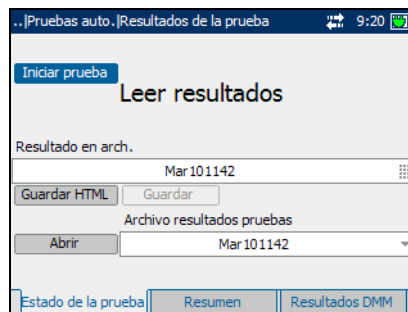 ..|Pruebas auto.|Resultados de la prueba 9:20
Iniciar prueba
Leer resultados
Resultado en arch.
Mar101142
Guardar HTML Guardar
Archivo resultados pruebas
Abrir Mar101142
Estado de la prueba Resumen Resultados DMM